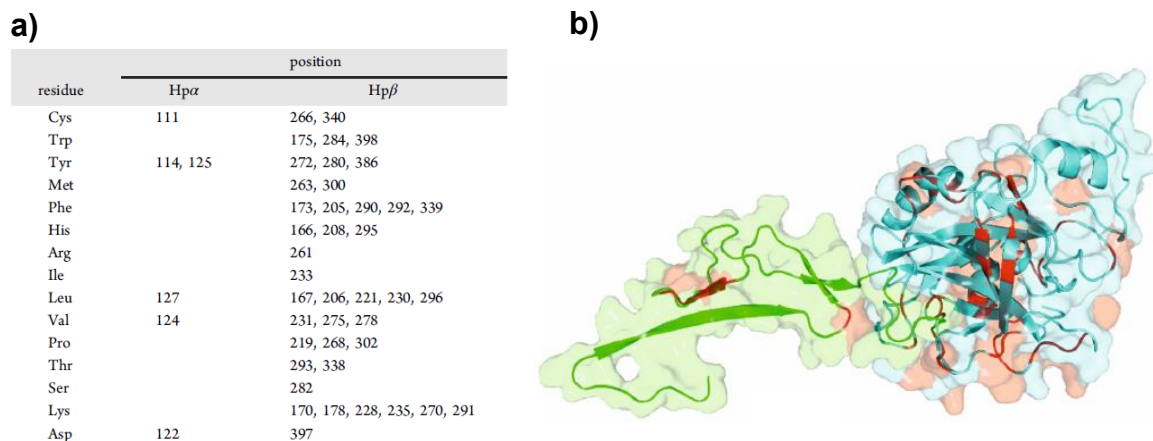 a)
b)
position
residue Hpα Hpβ
Cys 111 266, 340
Trp 175, 284, 398
Tyr 114, 125 272, 280, 386
Met 263, 300
Phe 173, 205, 290, 292, 339
His 166, 208, 295
Arg 261
Ile 233
Leu 127 167, 206, 221, 230, 296
Val 124 231, 275, 278
Pro 219, 268, 302
Thr 293, 338
Ser 282
Lys 170, 178, 228, 235, 270, 291
Asp 122 397